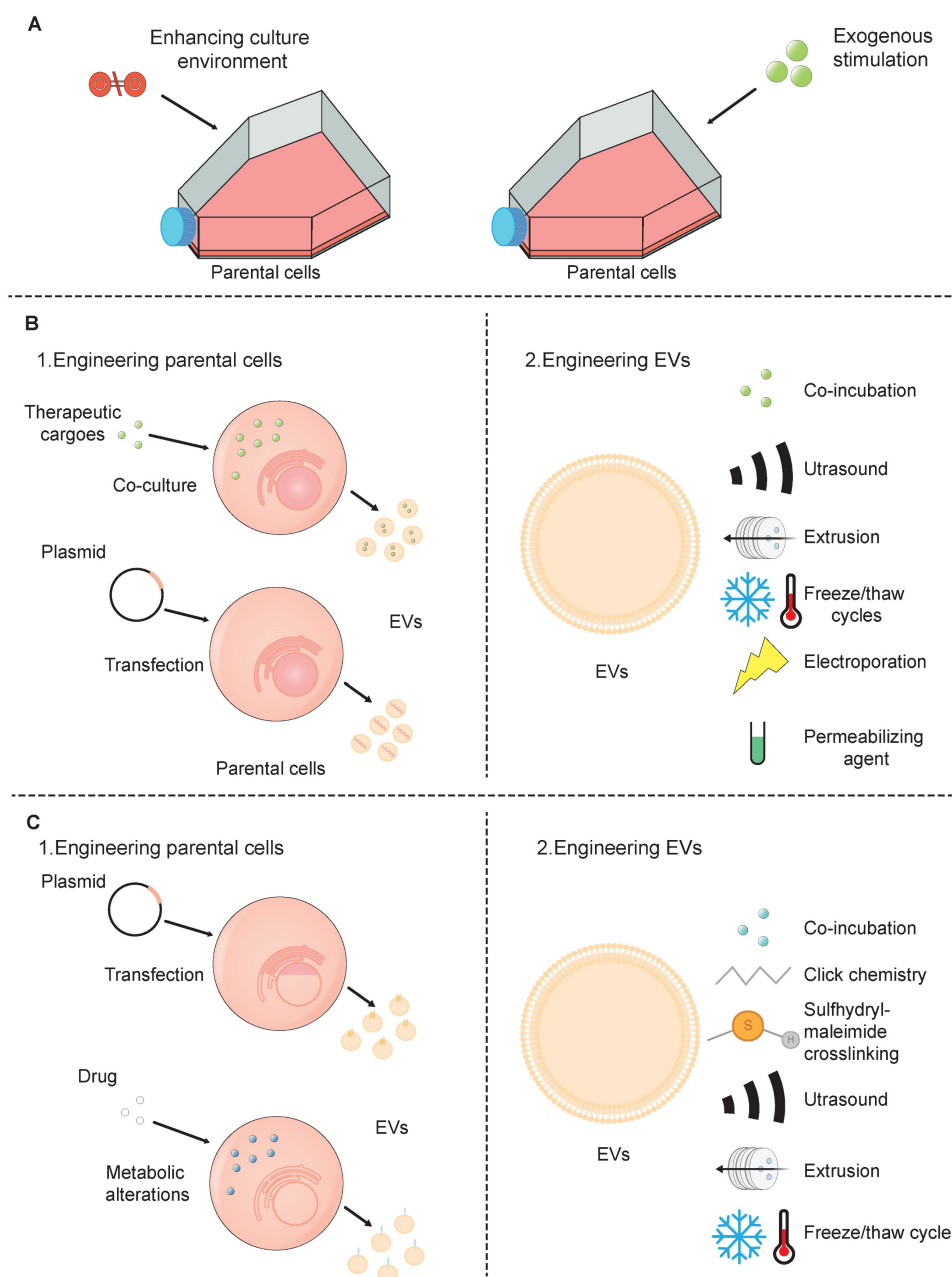 A
Enhancing culture
environment
Exogenous
stimulation
Parental cells
Parental cells
B
1.Engineering parental cells
Therapeutic
cargoes
Co-culture
Plasmid
EVs
Transfection
Parental cells
2.Engineering EVs
EVs
Co-incubation
Utrasound
Extrusion
Freeze/thaw
cycles
Electroporation
Permeabilizing
agent
C
1.Engineering parental cells
Plasmid
Transfection
Drug
EVs
Metabolic
alterations
2.Engineering EVs
EVs
Co-incubation
Click chemistry
Sulfhydryl-
maleimide
crosslinking
S
H
Utrasound
Extrusion
Freeze/thaw cycle